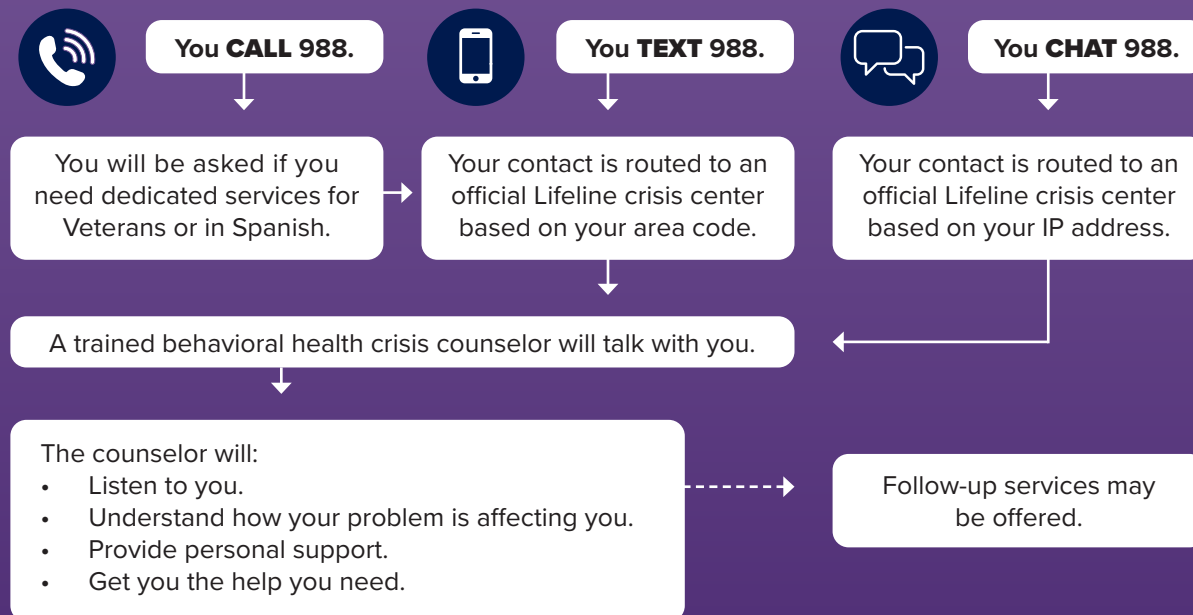 You CALL 988.
You TEXT 988.
You CHAT 988.
You will be asked if you
need dedicated services for
Veterans or in Spanish.
Your contact is routed to an
official Lifeline crisis center
based on your area code.
Your contact is routed to an
official Lifeline crisis center
based on your IP address.
A trained behavioral health crisis counselor will talk with you.
The counselor will:
• Listen to you.
• Understand how your problem is affecting you.
• Provide personal support.
• Get you the help you need.
Follow-up services may
be offered.